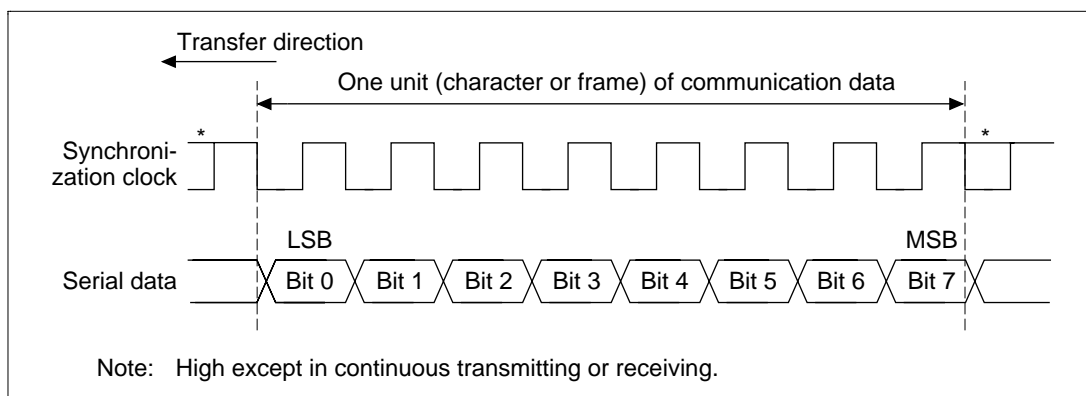 Transfer direction
One unit (character or frame) of communication data
* *
Synchroni-
zation clock
LSB MSB
Serial data Bit 0 Bit 1 Bit 2 Bit 3 Bit 4 Bit 5 Bit 6 Bit 7
Note: High except in continuous transmitting or receiving.